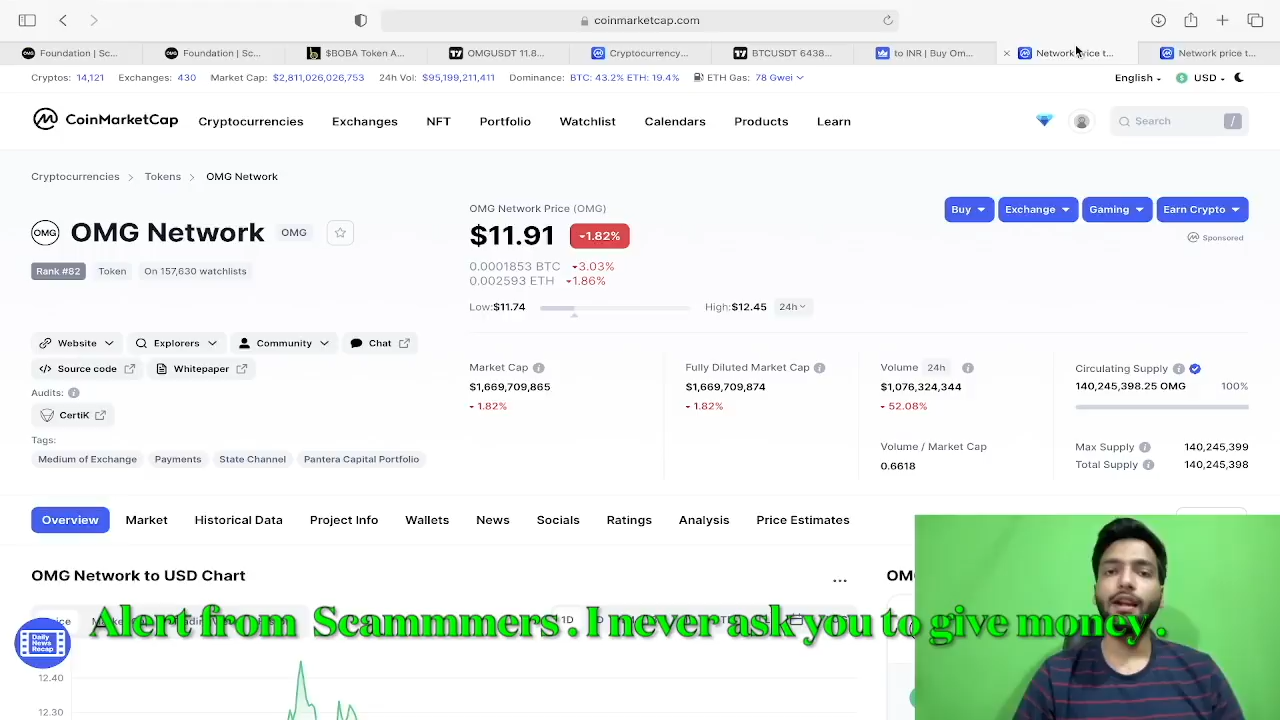 coinmarketcap.com
Foundation | Sc...
Foundation | Sc...
$BOBA Token A...
OMGUSDT 11.8...
Cryptocurrency...
BTCUSDT 6438...
to INR | Buy Om...
Network price t...
Network price t...
Cryptos: 14,121 Exchanges: 430 Market Cap: $2,811,026,026,753 24h Vol: $95,199,211,411 Dominance: BTC: 43.2% ETH: 19.4% ETH Gas: 78 Gwei English USD
CoinMarketCap Cryptocurrencies Exchanges NFT Portfolio Watchlist Calendars Products Learn Search /
Cryptocurrencies > Tokens > OMG Network
OMG OMG Network OMG
Rank #82 Token On 157,630 watchlists
OMG Network Price (OMG)
$11.91 1.82%
0.0001853 BTC 3.03%
0.002593 ETH 1.86%
Low:$11.74 High:$12.45 24h
Buy Exchange Gaming Earn Crypto
Sponsored
Website Explorers Community Chat
Source code Whitepaper
Audits:
CertiK
Tags:
Medium of Exchange Payments State Channel Pantera Capital Portfolio
Market Cap
$1,669,709,865
1.82%
Fully Diluted Market Cap
$1,669,709,874
1.82%
Volume 24h
$1,076,324,344
52.08%
Volume / Market Cap
0.6618
Circulating Supply
140,245,398.25 OMG 100%
Max Supply 140,245,399
Total Supply 140,245,398
Overview Market Historical Data Project Info Wallets News Socials Ratings Analysis Price Estimates
OMG Network to USD Chart ...
1D
Alert from Scammmers . I never ask you to give money .
Daily
News
Recap
12.40
12.30